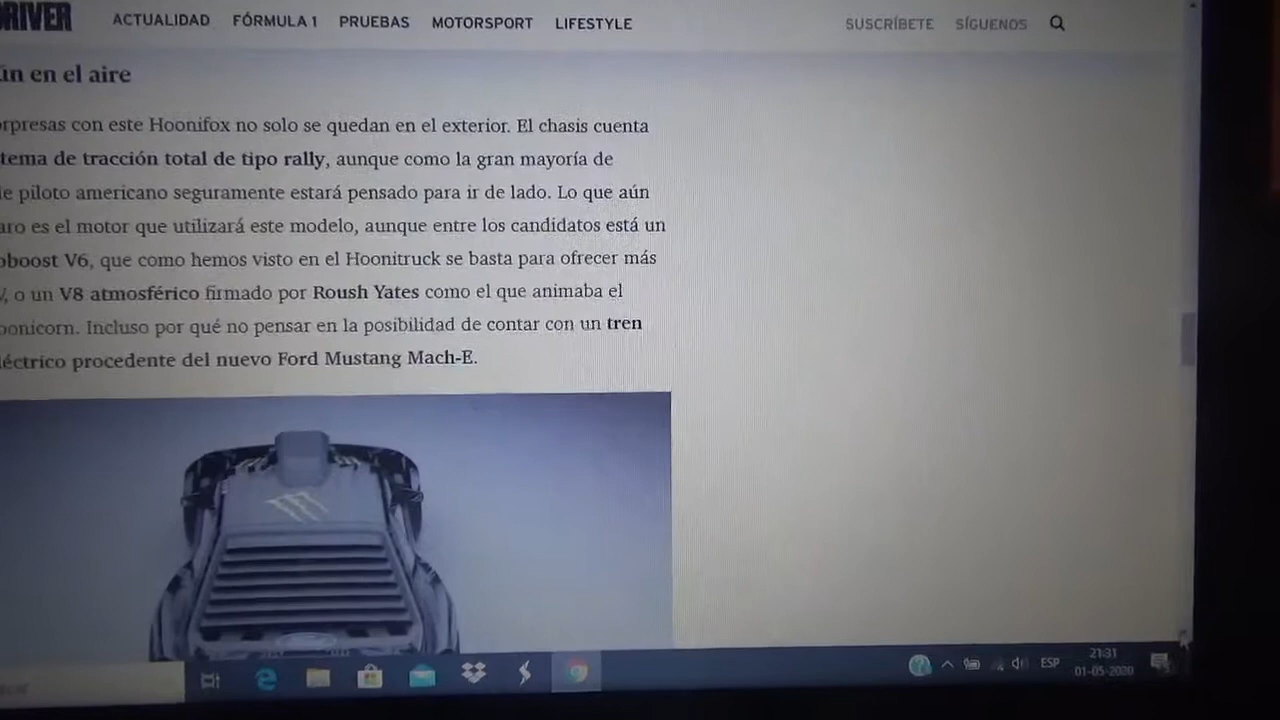 DRIVER ACTUALIDAD FÓRMULA 1 PRUEBAS MOTORSPORT LIFESTYLE SUSCRÍBETE SÍGUENOS
ún en el aire
orpresas con este Hoonifox no solo se quedan en el exterior. El chasis cuenta
tema de tracción total de tipo rally, aunque como la gran mayoría de
piloto americano seguramente estará pensado para ir de lado. Lo que aún
aro es el motor que utilizará este modelo, aunque entre los candidatos está un
oboost V6, que como hemos visto en el Hoonitruck se basta para ofrecer más
o un V8 atmosférico firmado por Roush Yates como el que animaba el
oonicorn. Incluso por qué no pensar en la posibilidad de contar con un tren
léctrico procedente del nuevo Ford Mustang Mach-E.
ESP
21:31
01-05-2020